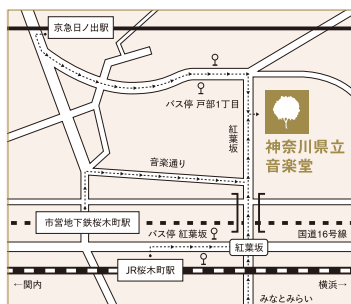 京急日ノ出駅
バス停 戸部1丁目
紅葉坂
神奈川県立
音楽堂
音楽通り
市営地下鉄桜木町駅
バス停 紅葉坂
国道16号線
紅葉坂
JR桜木町駅
←関内
横浜→
みなとみらい